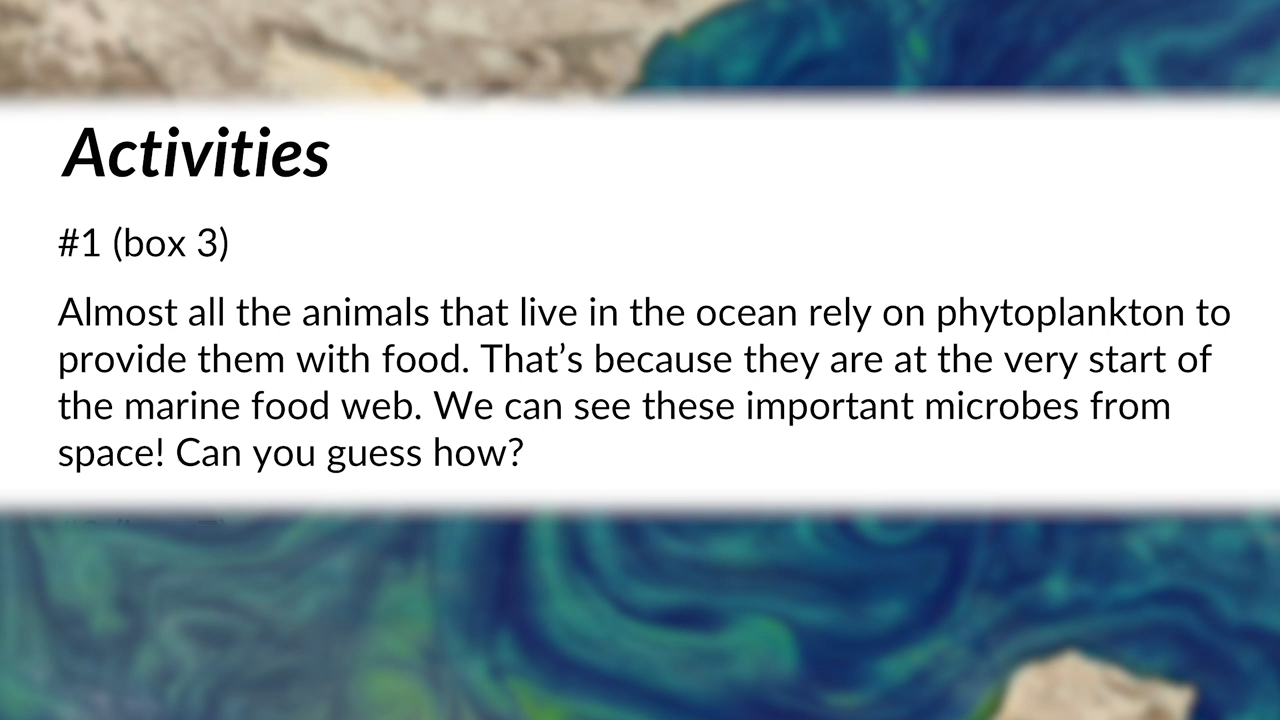 Activities
#1 (box 3)
Almost all the animals that live in the ocean rely on phytoplankton to
provide them with food. That’s because they are at the very start of
the marine food web. We can see these important microbes from
space! Can you guess how?